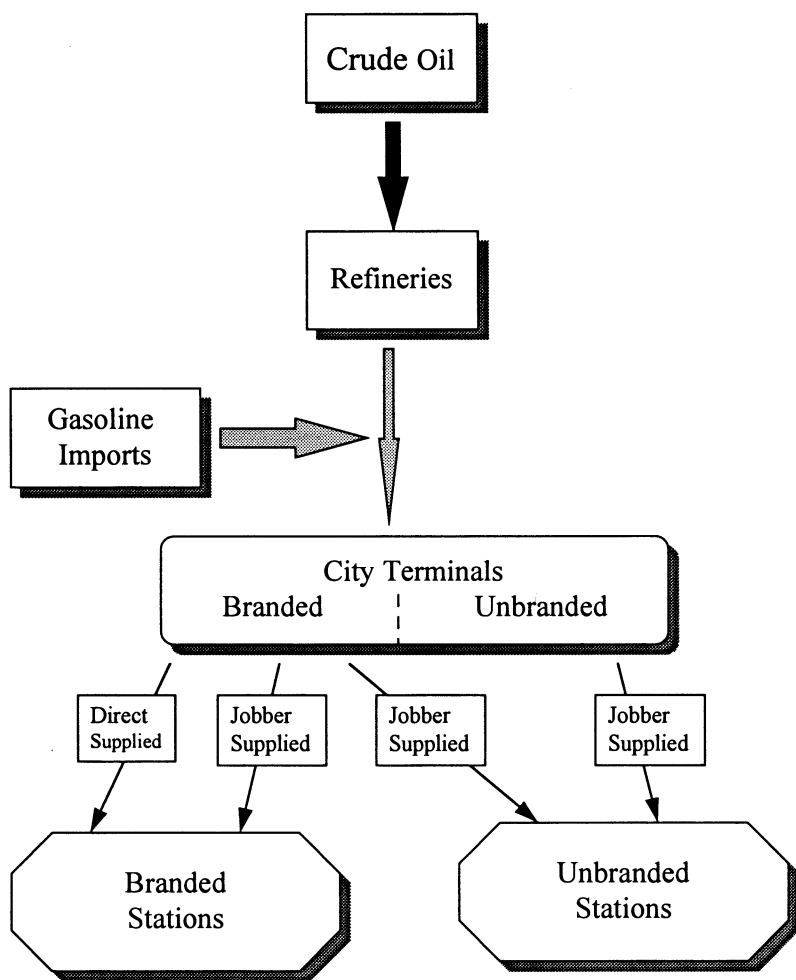 Crude Oil
Refineries
Gasoline
Imports
City Terminals
Branded
Unbranded
Direct
Supplied
Jobber
Supplied
Jobber
Supplied
Jobber
Supplied
Branded
Stations
Unbranded
Stations